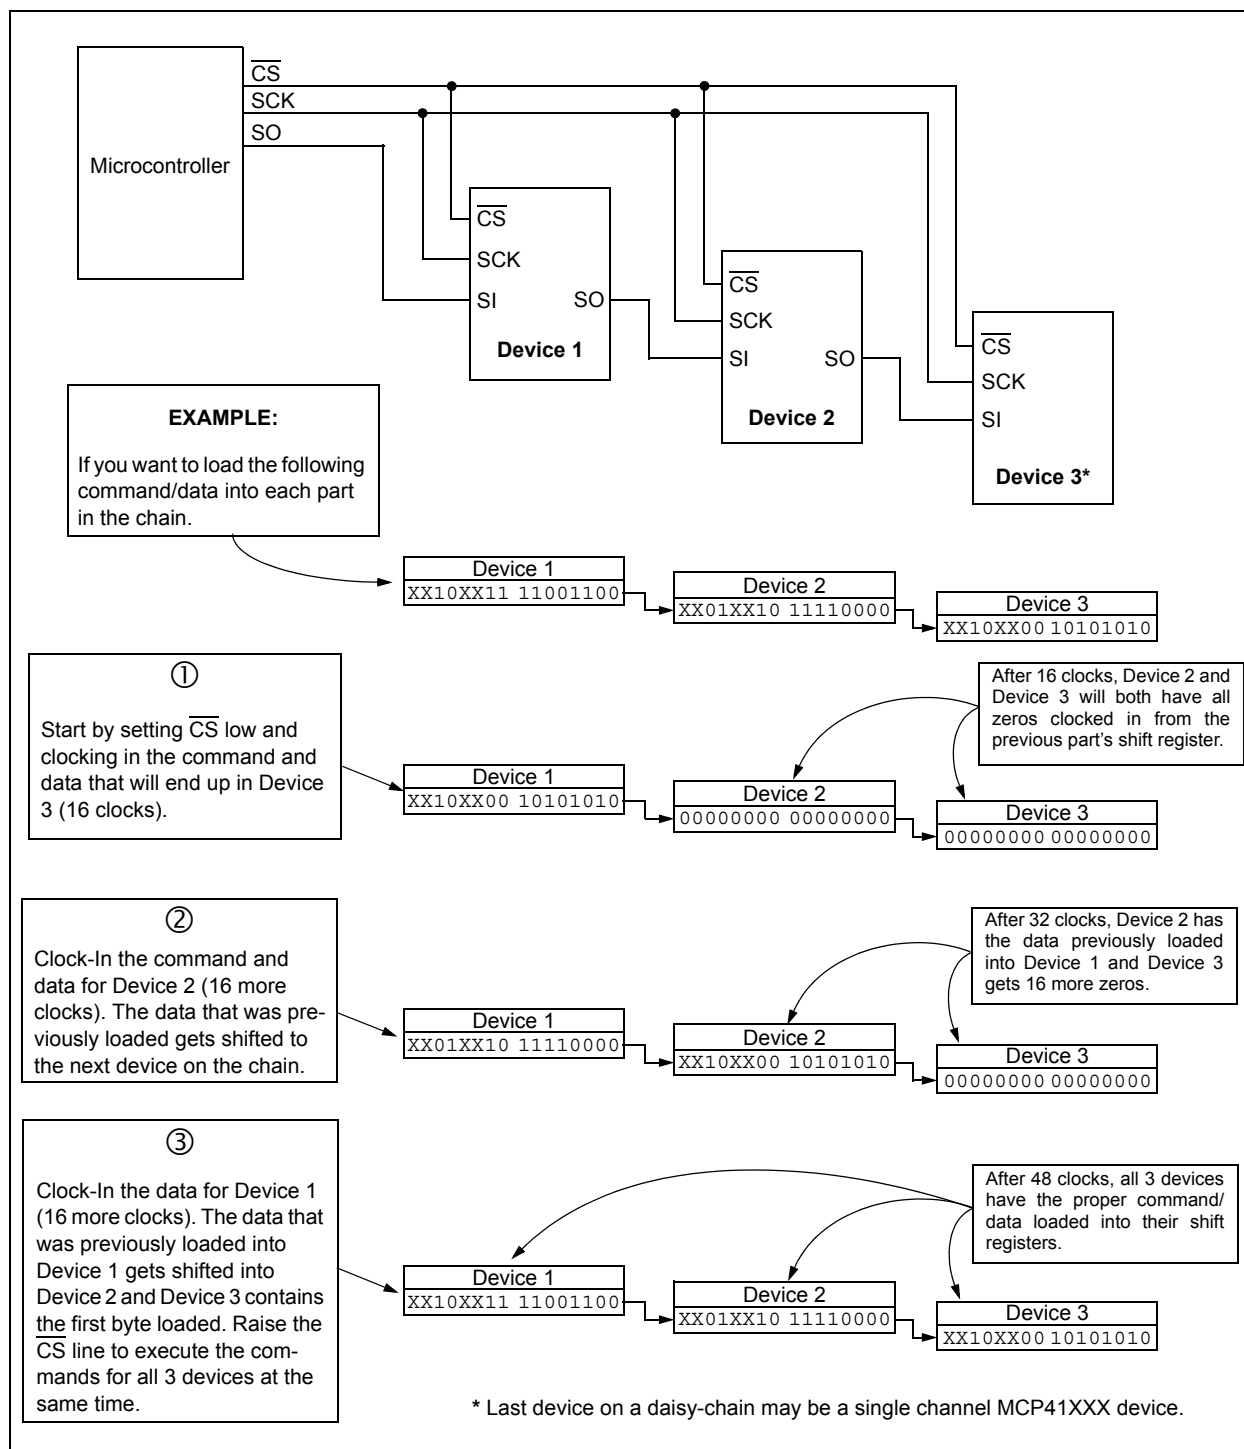 CS
SCK
SO
Microcontroller
CS
SCK
SI SO
Device 1
CS
SCK
SI SO
Device 2
CS
SCK
SI
Device 3*
EXAMPLE:
If you want to load the following
command/data into each part
in the chain.
Device 1
XX10XX11 11001100
Device 2
XX01XX10 11110000
Device 3
XX10XX00 10101010
①
Start by setting CS low and
clocking in the command and
data that will end up in Device
3 (16 clocks).
Device 1
XX10XX00 10101010
Device 2
00000000 00000000
Device 3
00000000 00000000
After 16 clocks, Device 2 and
Device 3 will both have all
zeros clocked in from the
previous part's shift register.
②
Clock-In the command and
data for Device 2 (16 more
clocks). The data that was pre-
viously loaded gets shifted to
the next device on the chain.
Device 1
XX01XX10 11110000
Device 2
XX10XX00 10101010
Device 3
00000000 00000000
After 32 clocks, Device 2 has
the data previously loaded
into Device 1 and Device 3
gets 16 more zeros.
③
Clock-In the data for Device 1
(16 more clocks). The data that
was previously loaded into
Device 1 gets shifted into
Device 2 and Device 3 contains
the first byte loaded. Raise the
CS line to execute the com-
mands for all 3 devices at the
same time.
Device 1
XX10XX11 11001100
Device 2
XX01XX10 11110000
Device 3
XX10XX00 10101010
After 48 clocks, all 3 devices
have the proper command/
data loaded into their shift
registers.
* Last device on a daisy-chain may be a single channel MCP41XXX device.